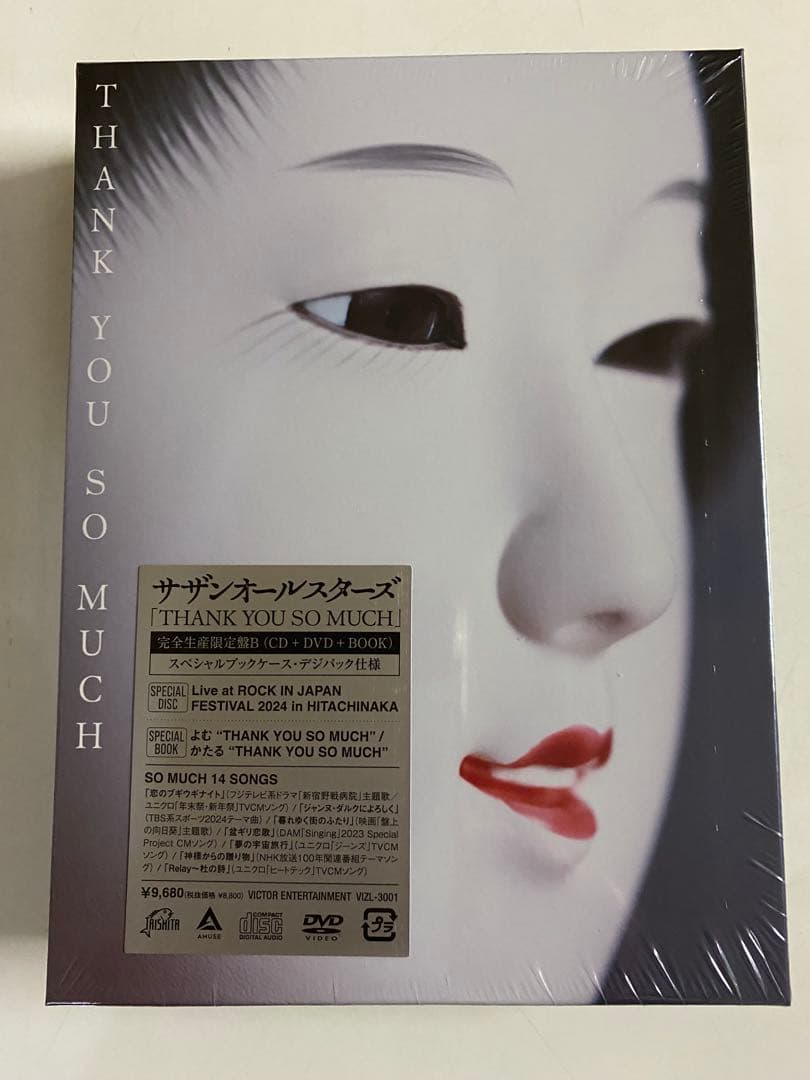 THANK YOU SO MUCH
サザンオールスターズ
「THANK YOU SO MUCH」
完全生産限定盤B (CD + DVD + BOOK)
スペシャルブックケース・デジパック仕様
SPECIAL DISC
Live at ROCK IN JAPAN
FESTIVAL 2024 in HITACHINAKA
SPECIAL BOOK
よむ “THANK YOU SO MUCH” /
かたる “THANK YOU SO MUCH”
SO MUCH 14 SONGS
「恋のブギウギナイト」(フジテレビ系ドラマ「新宿野戦病院」主題歌/
ユニクロ「年末祭・新年祭」TVCMソング) /「ジャンヌ・ダルクによろしく」
(TBS系スポーツ2024テーマ曲) /「暮れゆく街のふたり」(映画「盤上
の向日葵」主題歌) /「盆ギリ恋歌」(DAM「Singing」2023 Special
Project CMソング) /「夢の宇宙旅行」(ユニクロ「ジーンズ」TVCM
ソング) /「神様からの贈り物」(NHK放送100年関連番組テーマソン
グ) /「Relay〜杜の詩」(ユニクロ「ヒートテック」TVCMソング)
¥9,680(税抜価格 ¥8,800) VICTOR ENTERTAINMENT VIZL-3001
TAISHITA
AMUSE
COMPACT
disc
DIGITAL AUDIO
DVD
VIDEO
プラ